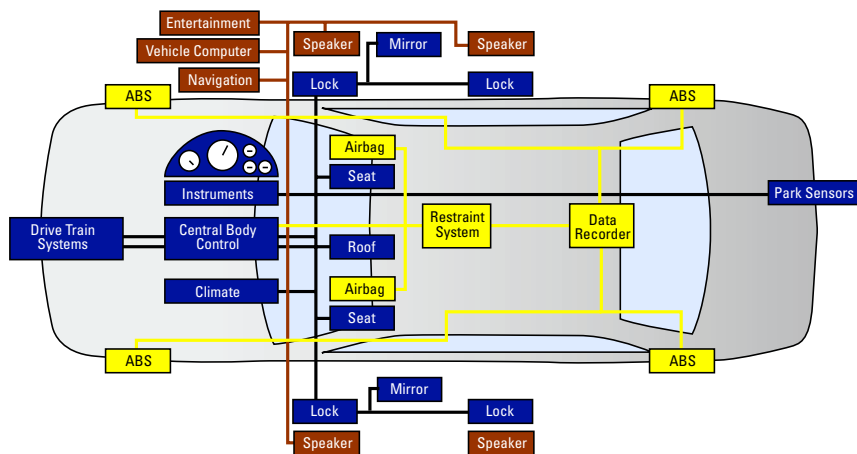 Entertainment
Speaker
Mirror
Speaker
Vehicle Computer
Navigation
Lock
Lock
ABS
ABS
Airbag
Seat
Instruments
Park Sensors
Drive Train
Systems
Central Body
Control
Roof
Restraint
System
Data
Recorder
Climate
Airbag
Seat
ABS
ABS
Mirror
Lock
Lock
Speaker
Speaker